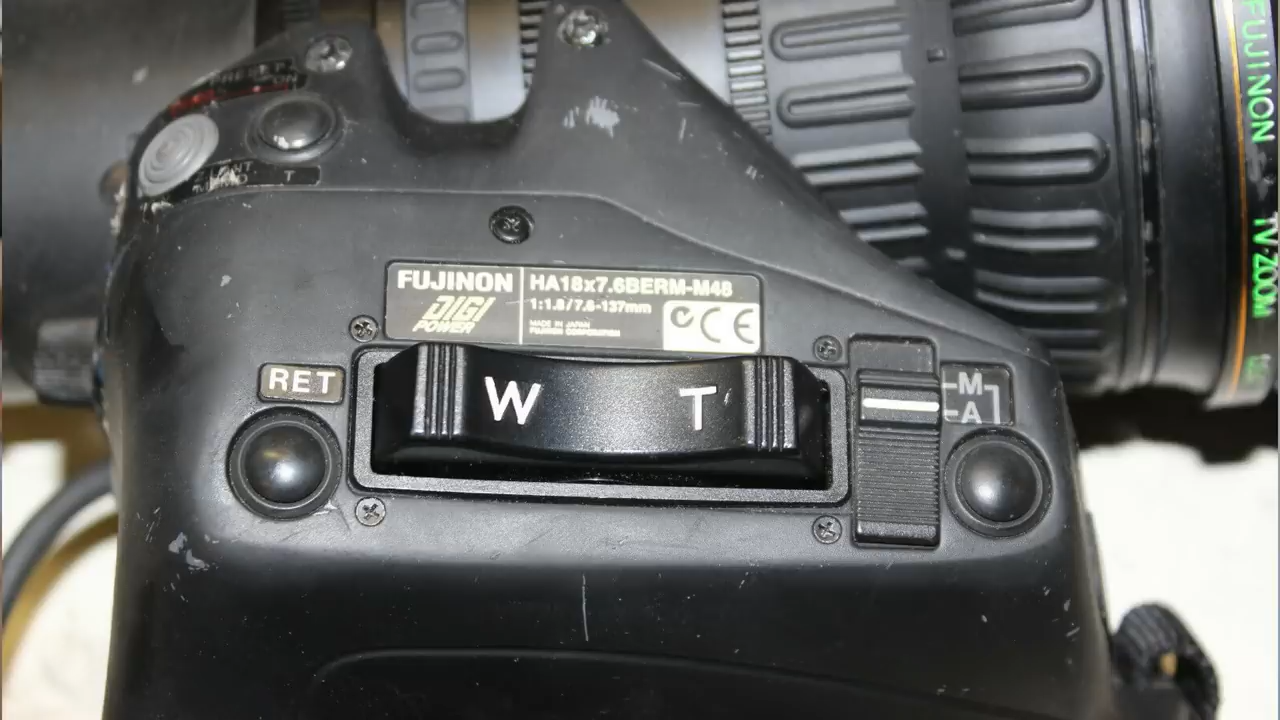 FUJINON
DIGI
POWER
HA18x7.6BERM-M48
1:1.8/7.6-137mm
MADE IN JAPAN
FUJINON CORPORATION
CE
RET
W T
M
A
T
FUJINON TV-ZOOM